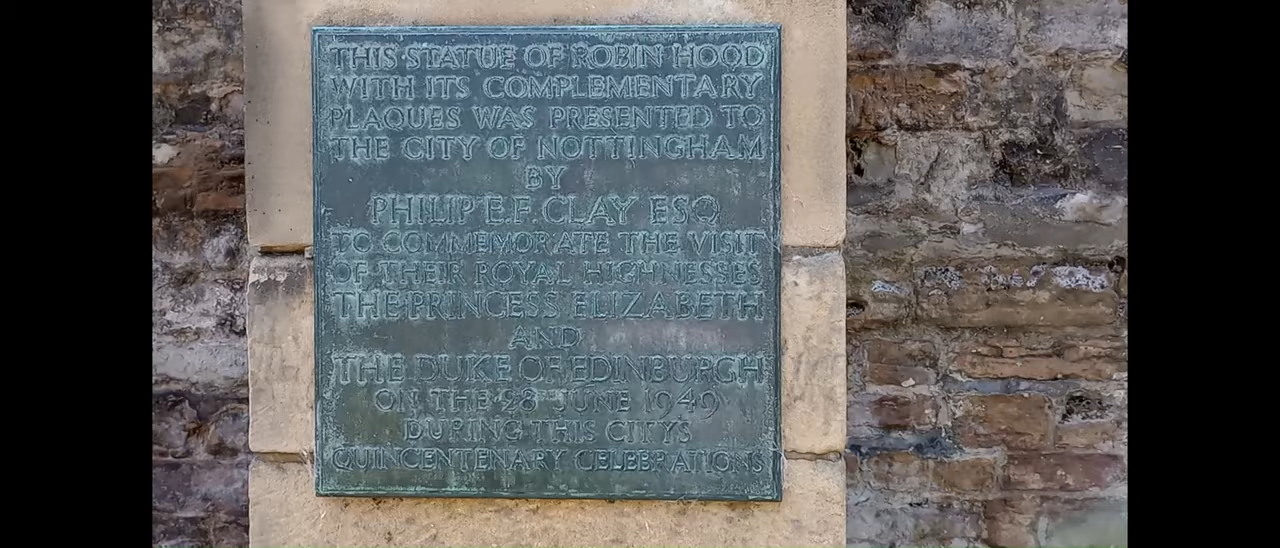 THIS STATUE OF ROBIN HOOD
WITH ITS COMPLEMENTARY
PLAQUES WAS PRESENTED TO
THE CITY OF NOTTINGHAM
BY
PHILIP E.F. CLAY ESQ
TO COMMEMORATE THE VISIT
OF THEIR ROYAL HIGHNESSES
THE PRINCESS ELIZABETH
AND
THE DUKE OF EDINBURGH
ON THE 28 JUNE 1949
DURING THIS CITY'S
QUINCENTENARY CELEBRATIONS